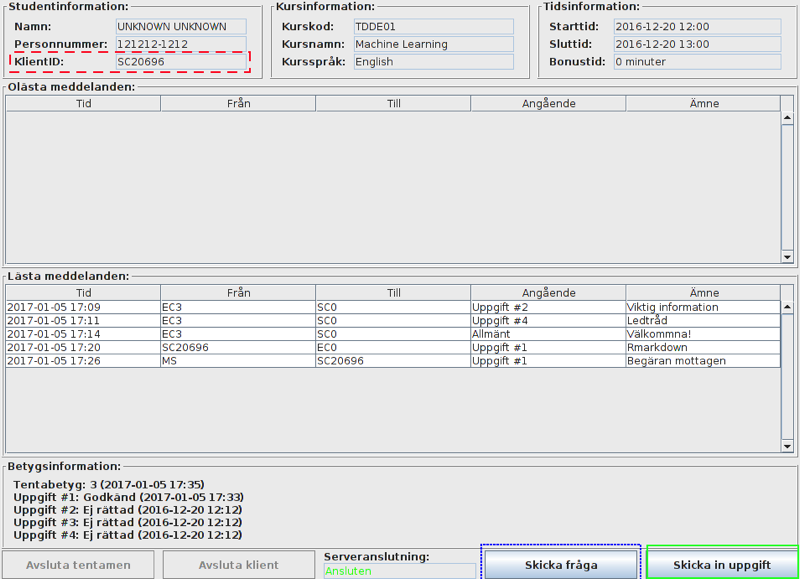 Studentinformation: Kursinformation: Tidsinformation:
Namn: UNKNOWN UNKNOWN Kurskod: TDDE01 Starttid: 2016-12-20 12:00
Personnummer: 121212-1212 Kursnamn: Machine Learning Sluttid: 2016-12-20 13:00
KlientID: SC20696 Kursspråk: English Bonustid: 0 minuter
Olästa meddelanden:
Tid Från Till Angående Ämne
Lästa meddelanden:
Tid Från Till Angående Ämne
2017-01-05 17:09 EC3 SC0 Uppgift #2 Viktig information
2017-01-05 17:11 EC3 SC0 Uppgift #4 Ledtråd
2017-01-05 17:14 EC3 SC0 Allmänt Välkommna!
2017-01-05 17:20 SC20696 EC0 Uppgift #1 Rmarkdown
2017-01-05 17:26 MS SC20696 Uppgift #1 Begäran mottagen
Betygsinformation:
Tentabetyg: 3 (2017-01-05 17:35)
Uppgift #1: Godkänd (2017-01-05 17:33)
Uppgift #2: Ej rättad (2016-12-20 12:12)
Uppgift #3: Ej rättad (2016-12-20 12:12)
Uppgift #4: Ej rättad (2016-12-20 12:12)
Avsluta tentamen Avsluta klient Serveranslutning: Skicka fråga Skicka in uppgift
Ansluten